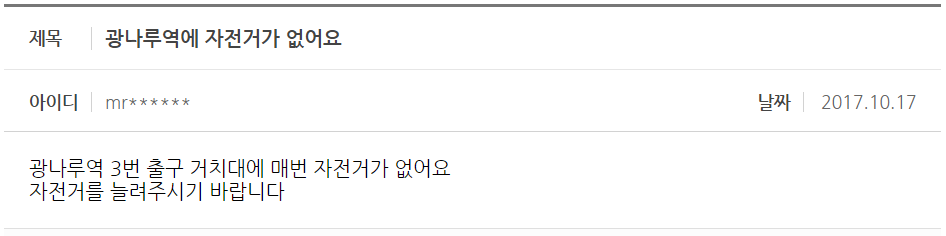 제목 광나루역에 자전거가 없어요
아이디 mr****** 날짜 2017.10.17
광나루역 3번 출구 거치대에 매번 자전거가 없어요
자전거를 늘려주시기 바랍니다